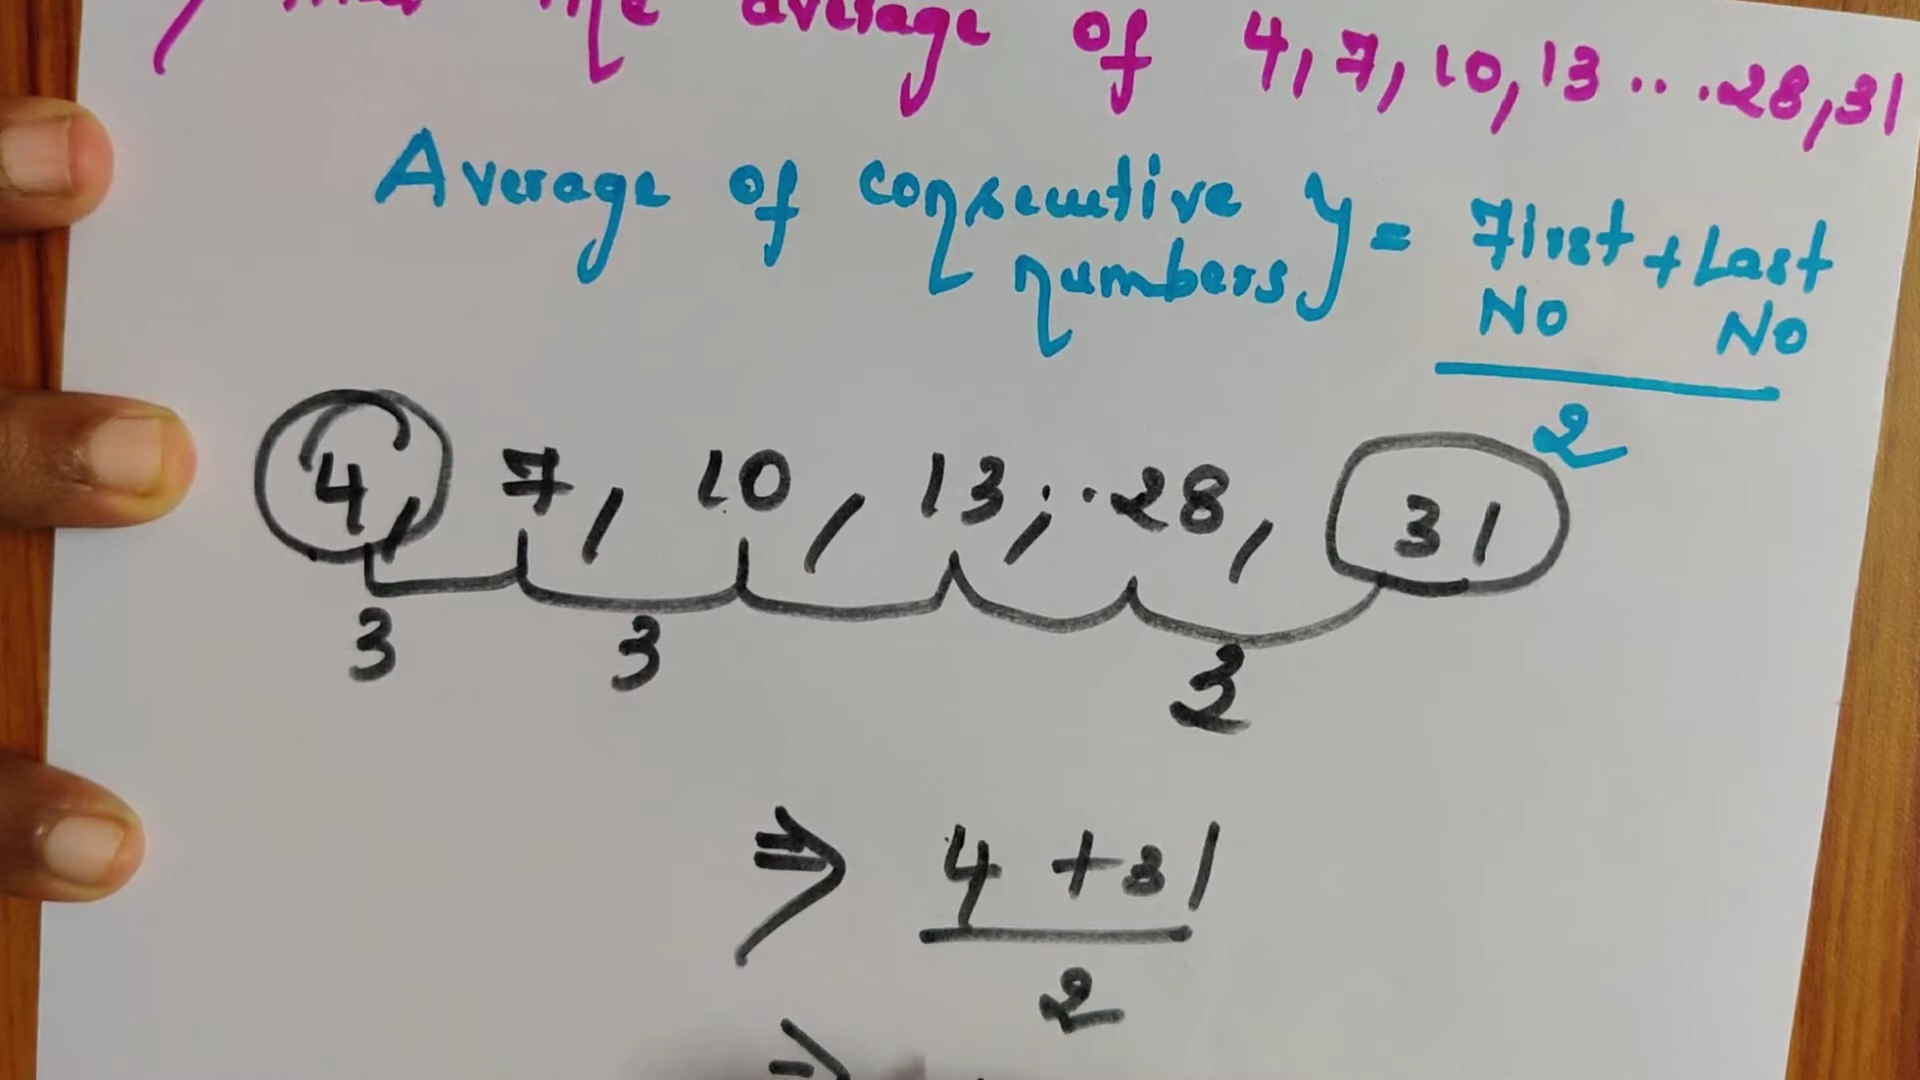 the average of 4, 7, 10, 13 ... 28, 31
Average of consecutive numbers } = First No + Last No
2
4, 7, 10, 13, .. 28, 31
3 3 3
⇒ 4 + 31
2
⇒